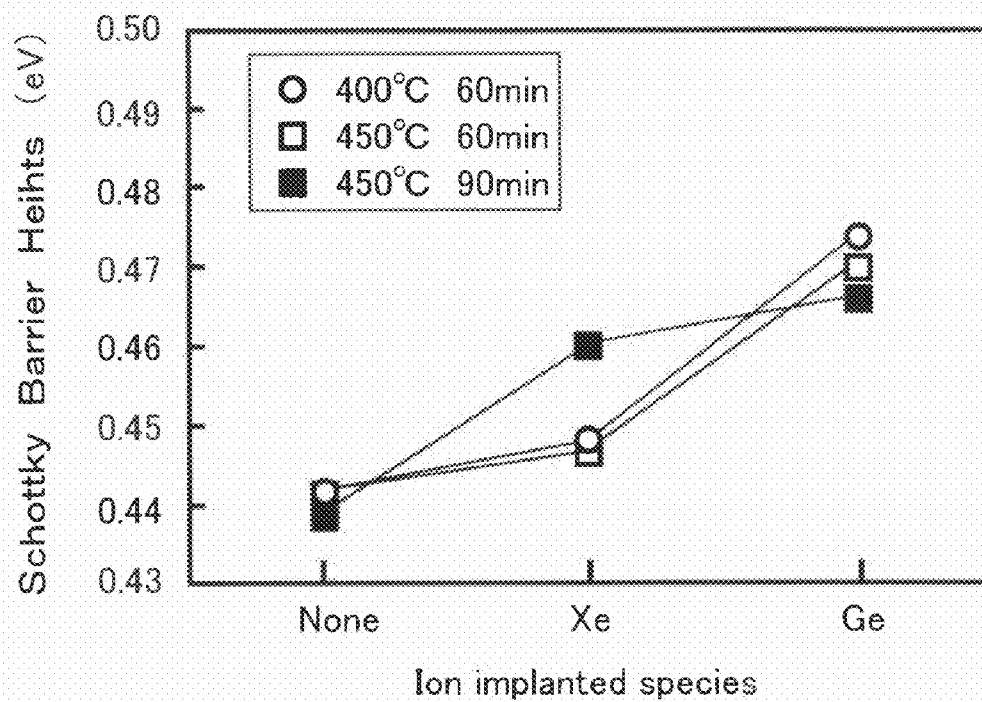 Schottky Barrier Heihts (eV)
0.50
0.49
0.48
0.47
0.46
0.45
0.44
0.43
400°C 60min
450°C 60min
450°C 90min
None Xe Ge
Ion implanted species